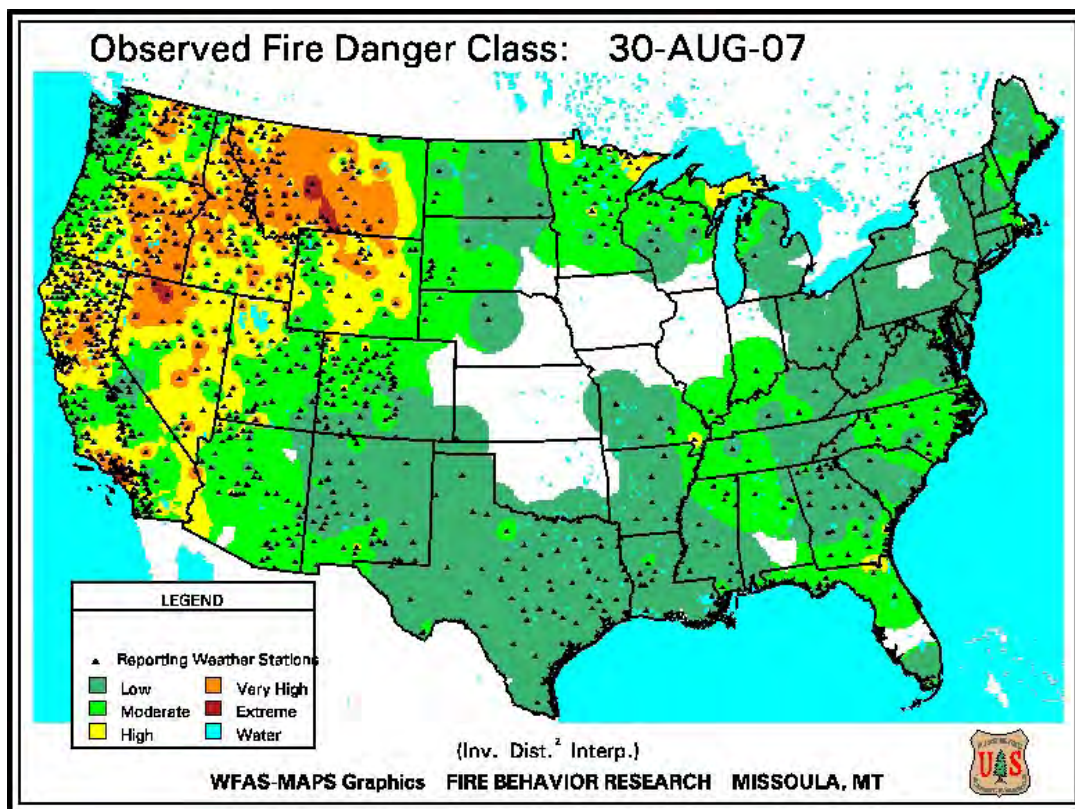 Observed Fire Danger Class: 30-AUG-07
LEGEND
Reporting Weather Stations
Low
Very High
Moderate
Extreme
High
Water
(Inv. Dist.² Interp.)
WFAS-MAPS Graphics FIRE BEHAVIOR RESEARCH MISSOULA, MT
U S